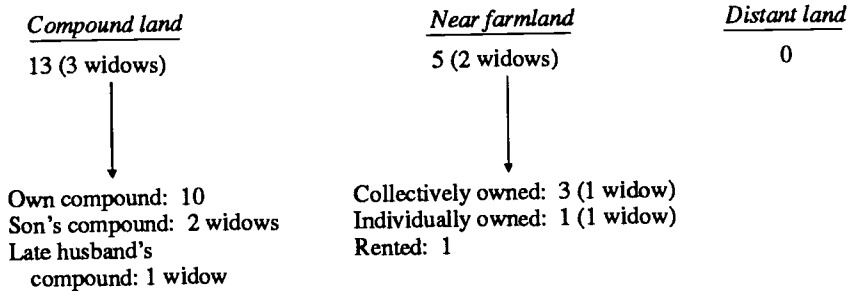 Compound land
13 (3 widows)
Own compound: 10
Son's compound: 2 widows
Late husband's
compound: 1 widow
Near farmland
5 (2 widows)
Collectively owned: 3 (1 widow)
Individually owned: 1 (1 widow)
Rented: 1
Distant land
0